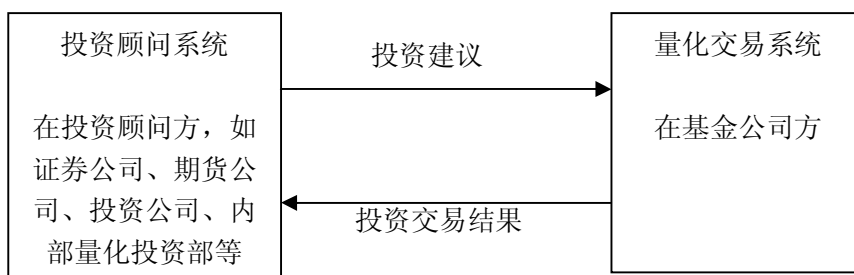 投资顾问系统
在投资顾问方，如
证券公司、期货公
司、投资公司、内
部量化投资部等
投资建议
投资交易结果
量化交易系统
在基金公司方